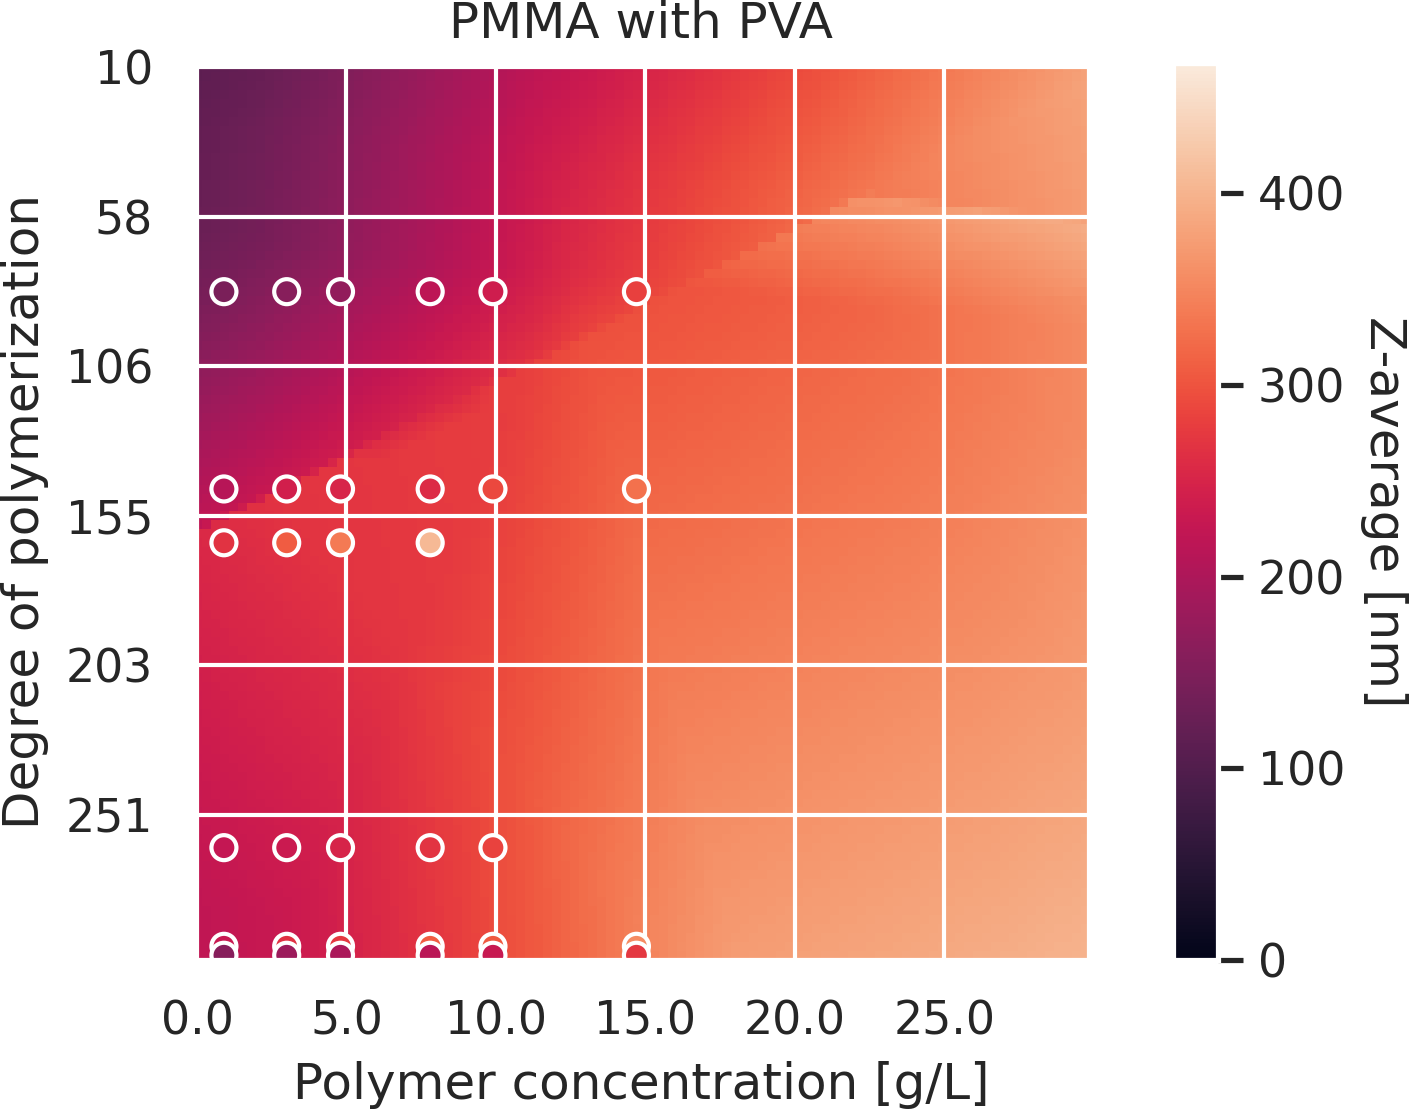 PMMA with PVA
10
58
106
155
203
251
Degree of polymerization
0.0 5.0 10.0 15.0 20.0 25.0
Polymer concentration [g/L]
400
300
200
100
0
Z-average [nm]